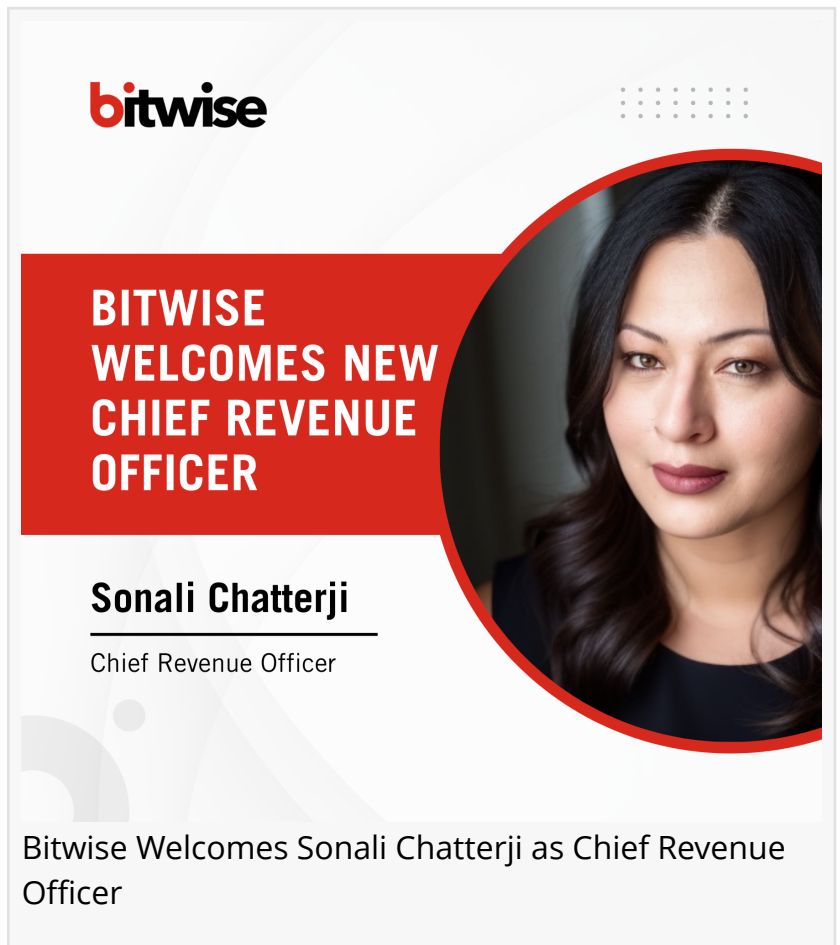 bitwise
BITWISE
WELCOMES NEW
CHIEF REVENUE
OFFICER
Sonali Chatterji
Chief Revenue Officer
Bitwise Welcomes Sonali Chatterji as Chief Revenue
Officer